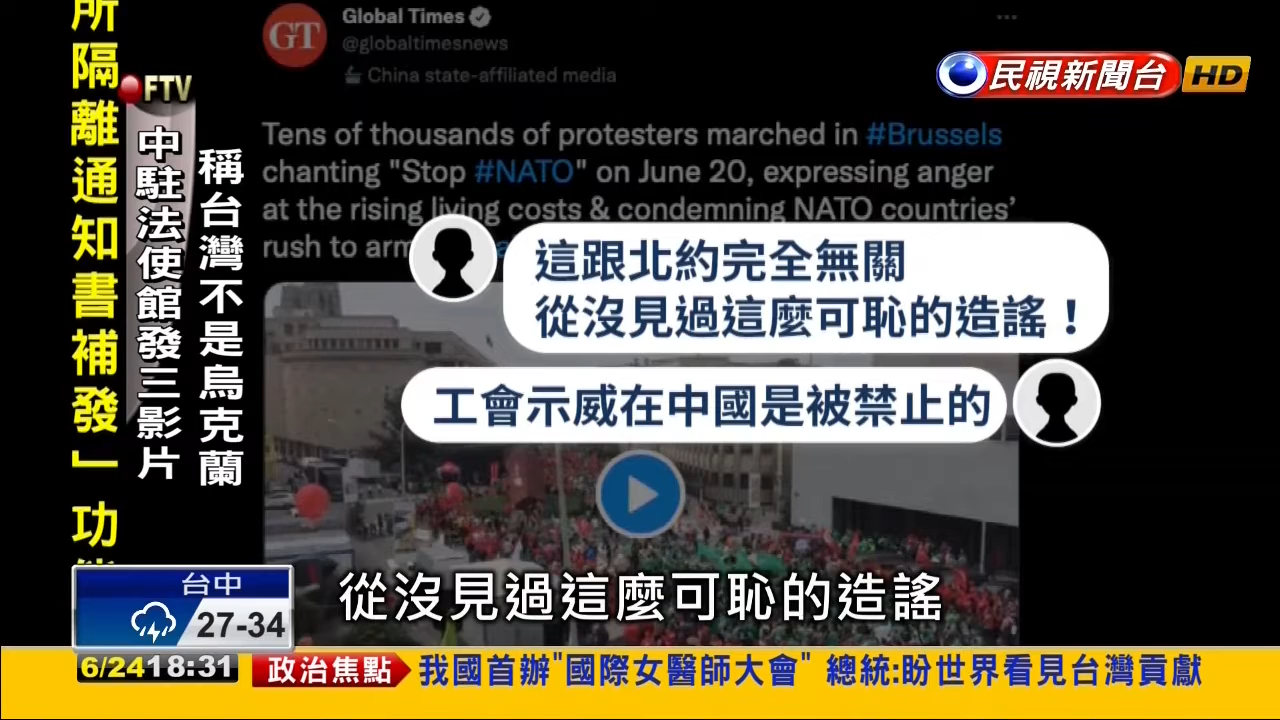 所隔離通知書補發」功能
FTV
中駐法使館發三影片
稱台灣不是烏克蘭
GT
Global Times
@globaltimesnews
China state-affiliated media
民視新聞台 HD
Tens of thousands of protesters marched in #Brussels
chanting "Stop #NATO" on June 20, expressing anger
at the rising living costs & condemning NATO countries'
rush to arm
這跟北約完全無關
從沒見過這麼可恥的造謠！
工會示威在中國是被禁止的
從沒見過這麼可恥的造謠
台中
27-34
6/24 18:31
政治焦點
我國首辦"國際女醫師大會" 總統:盼世界看見台灣貢獻